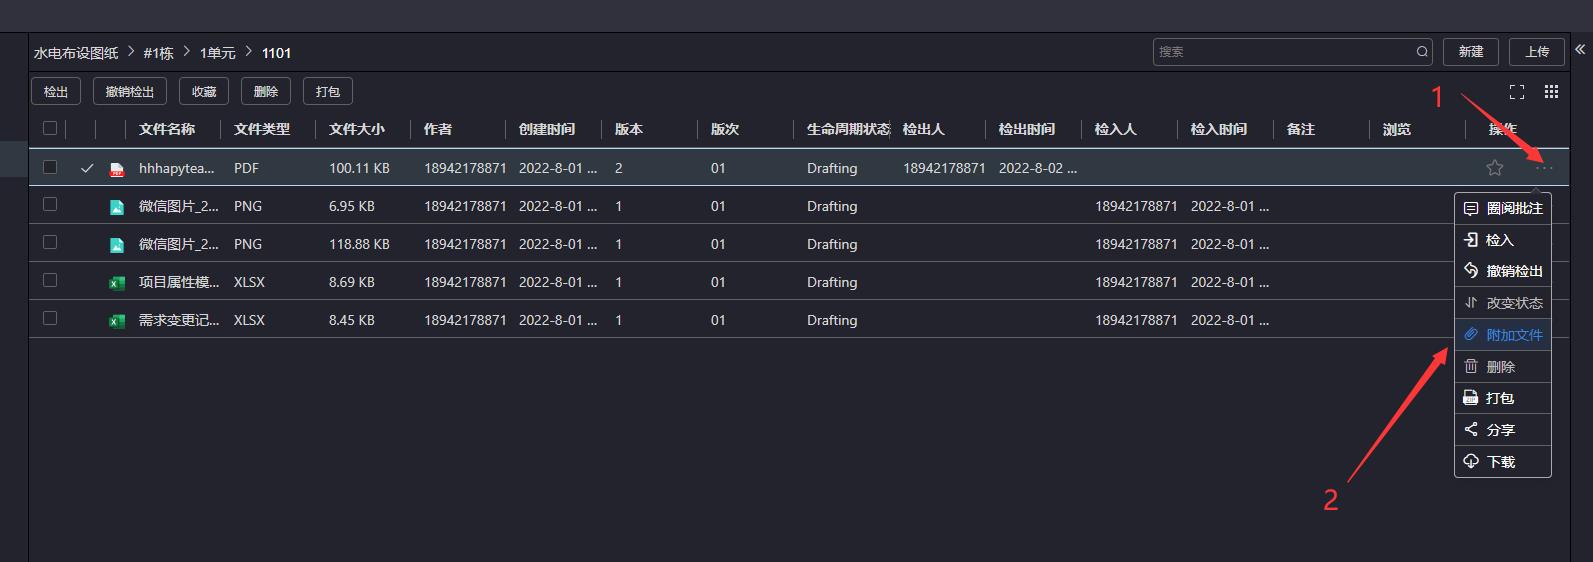 水电布设图纸 > #1栋 > 1单元 > 1101 搜索 新建 上传
检出 撤销检出 收藏 删除 打包
1
文件名称 文件类型 文件大小 作者 创建时间 版本 版次 生命周期状态 检出人 检出时间 检入人 检入时间 备注 浏览 操作
hhhapytea... PDF 100.11 KB 18942178871 2022-8-01 ... 2 01 Drafting 18942178871 2022-8-02 ...
微信图片_2... PNG 6.95 KB 18942178871 2022-8-01 ... 1 01 Drafting 18942178871 2022-8-01 ...
微信图片_2... PNG 118.88 KB 18942178871 2022-8-01 ... 1 01 Drafting 18942178871 2022-8-01 ...
项目属性模... XLSX 8.69 KB 18942178871 2022-8-01 ... 1 01 Drafting 18942178871 2022-8-01 ...
需求变更记... XLSX 8.45 KB 18942178871 2022-8-01 ... 1 01 Drafting 18942178871 2022-8-01 ...
圈阅批注
检入
撤销检出
改变状态
附加文件
删除
打包
分享
下载
2